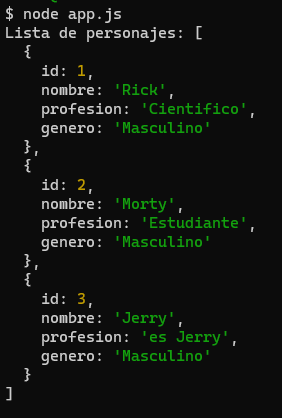 $ node app.js
Lista de personajes: [
  {
    id: 1,
    nombre: 'Rick',
    profesion: 'Cientifico',
    genero: 'Masculino'
  },
  {
    id: 2,
    nombre: 'Morty',
    profesion: 'Estudiante',
    genero: 'Masculino'
  },
  {
    id: 3,
    nombre: 'Jerry',
    profesion: 'es Jerry',
    genero: 'Masculino'
  }
]